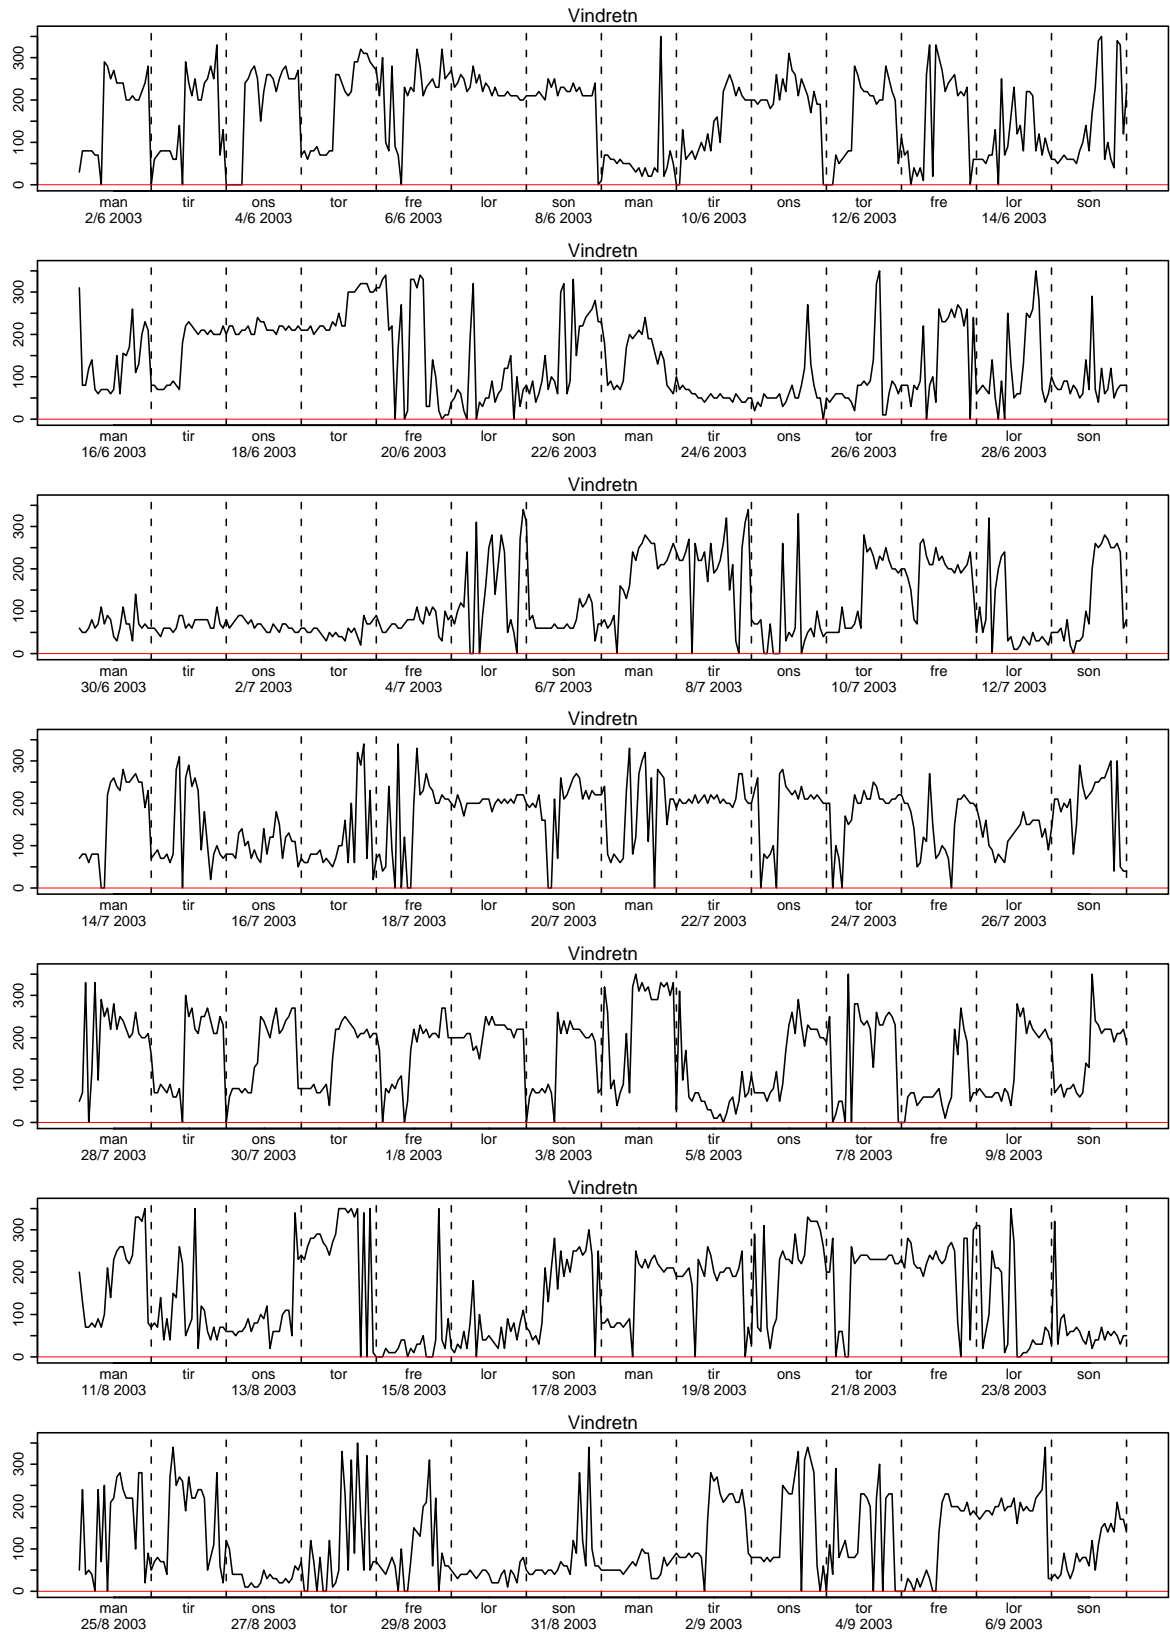 Vindretn
0 100 200 300
man tir ons tor fre lor son man tir ons tor fre lor son
2/6 2003 4/6 2003 6/6 2003 8/6 2003 10/6 2003 12/6 2003 14/6 2003
Vindretn
0 100 200 300
man tir ons tor fre lor son man tir ons tor fre lor son
16/6 2003 18/6 2003 20/6 2003 22/6 2003 24/6 2003 26/6 2003 28/6 2003
Vindretn
0 100 200 300
man tir ons tor fre lor son man tir ons tor fre lor son
30/6 2003 2/7 2003 4/7 2003 6/7 2003 8/7 2003 10/7 2003 12/7 2003
Vindretn
0 100 200 300
man tir ons tor fre lor son man tir ons tor fre lor son
14/7 2003 16/7 2003 18/7 2003 20/7 2003 22/7 2003 24/7 2003 26/7 2003
Vindretn
0 100 200 300
man tir ons tor fre lor son man tir ons tor fre lor son
28/7 2003 30/7 2003 1/8 2003 3/8 2003 5/8 2003 7/8 2003 9/8 2003
Vindretn
0 100 200 300
man tir ons tor fre lor son man tir ons tor fre lor son
11/8 2003 13/8 2003 15/8 2003 17/8 2003 19/8 2003 21/8 2003 23/8 2003
Vindretn
0 100 200 300
man tir ons tor fre lor son man tir ons tor fre lor son
25/8 2003 27/8 2003 29/8 2003 31/8 2003 2/9 2003 4/9 2003 6/9 2003